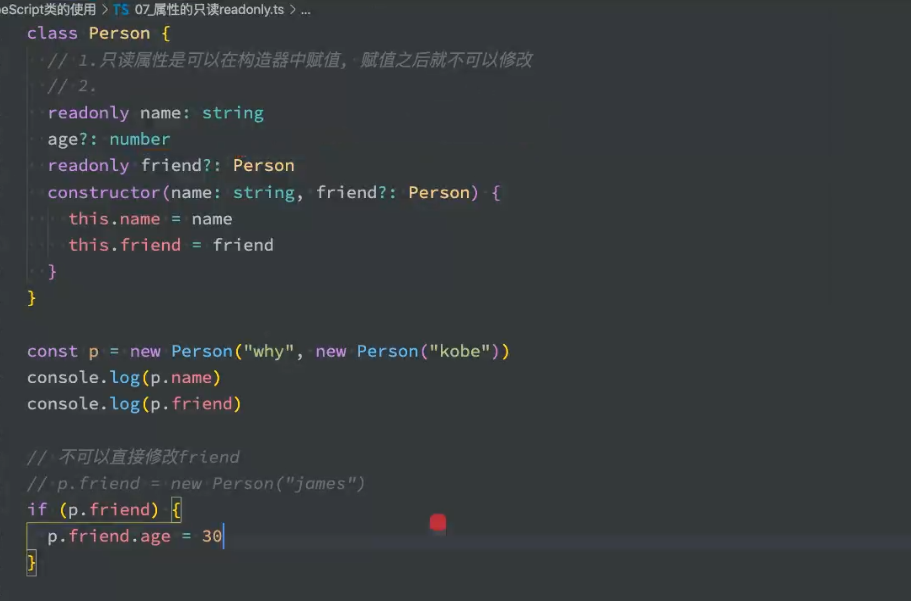 eScript类的使用 > TS 07_属性的只读readonly.ts > ...
class Person {
// 1.只读属性是可以在构造器中赋值, 赋值之后就不可以修改
// 2.
readonly name: string
age?: number
readonly friend?: Person
constructor(name: string, friend?: Person) {
this.name = name
this.friend = friend
}
}
const p = new Person("why", new Person("kobe"))
console.log(p.name)
console.log(p.friend)
// 不可以直接修改friend
// p.friend = new Person("james")
if (p.friend) {
p.friend.age = 30
}